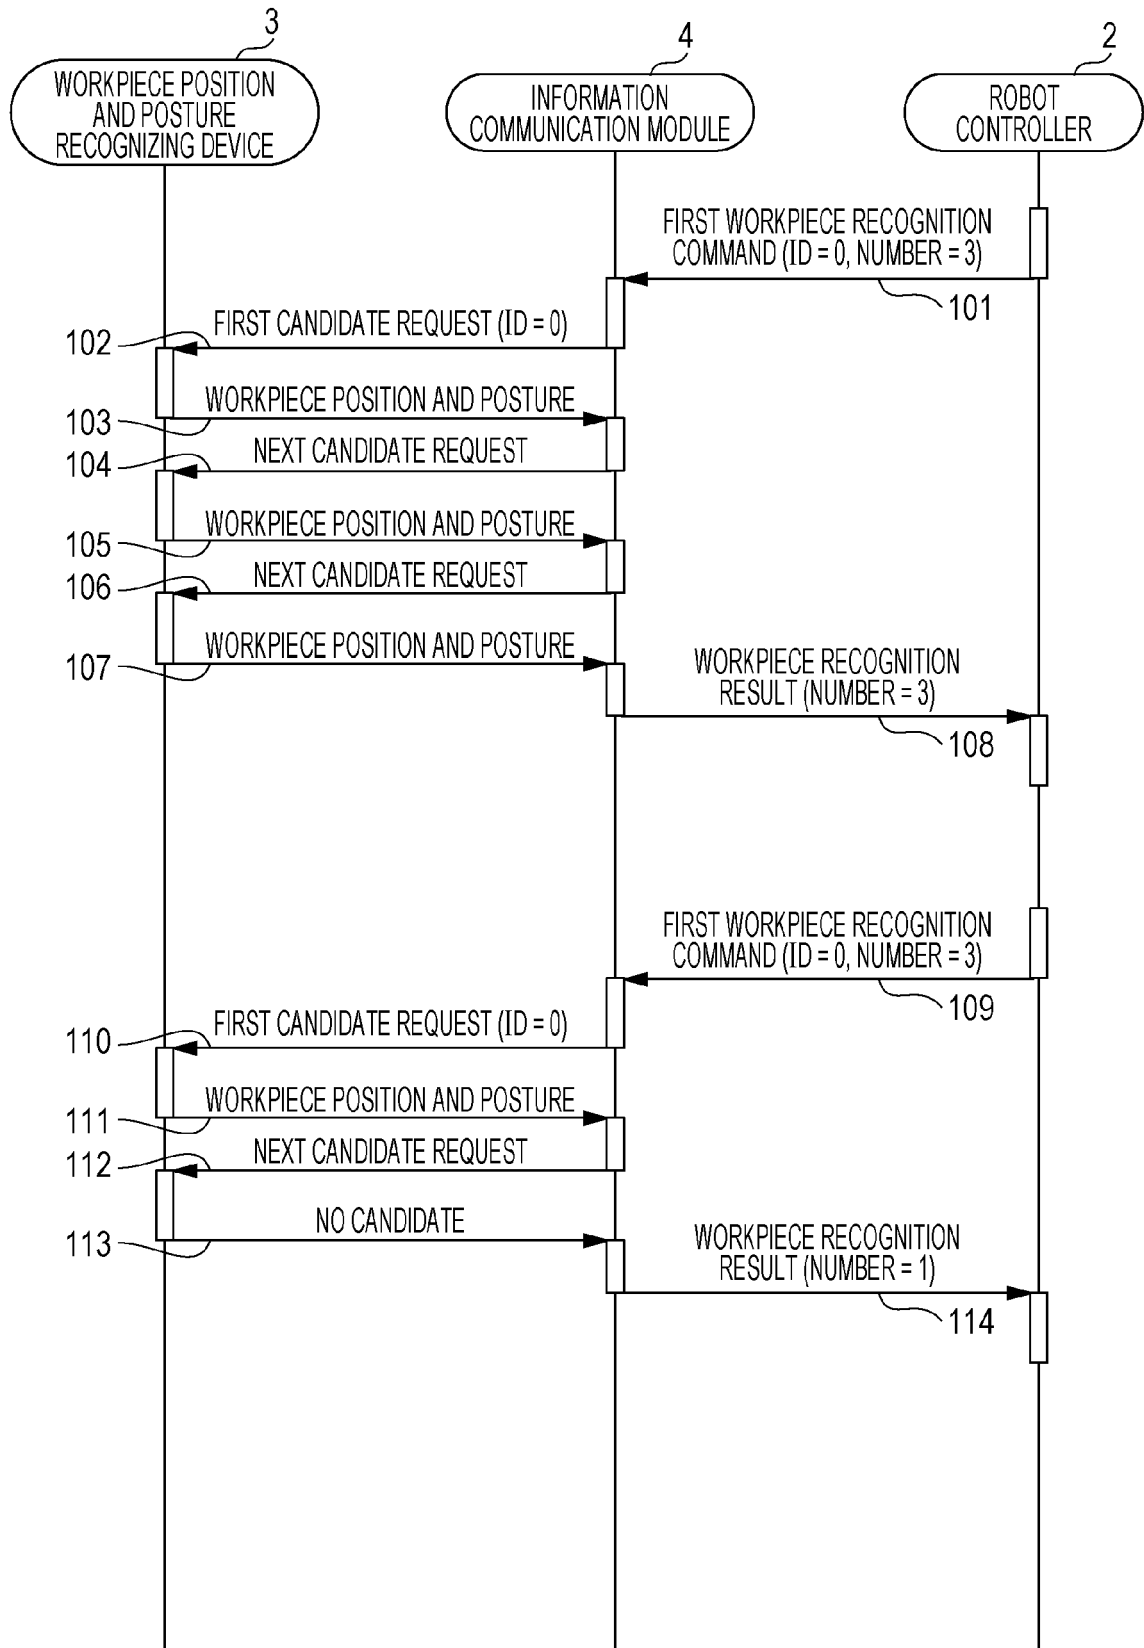 3
4
2
WORKPIECE POSITION
AND POSTURE
RECOGNIZING DEVICE
INFORMATION
COMMUNICATION MODULE
ROBOT
CONTROLLER
FIRST WORKPIECE RECOGNITION
COMMAND (ID = 0, NUMBER = 3)
101
FIRST CANDIDATE REQUEST (ID = 0)
102
WORKPIECE POSITION AND POSTURE
103
NEXT CANDIDATE REQUEST
104
WORKPIECE POSITION AND POSTURE
105
NEXT CANDIDATE REQUEST
106
WORKPIECE POSITION AND POSTURE
107
WORKPIECE RECOGNITION
RESULT (NUMBER = 3)
108
FIRST WORKPIECE RECOGNITION
COMMAND (ID = 0, NUMBER = 3)
109
FIRST CANDIDATE REQUEST (ID = 0)
110
WORKPIECE POSITION AND POSTURE
111
NEXT CANDIDATE REQUEST
112
NO CANDIDATE
113
WORKPIECE RECOGNITION
RESULT (NUMBER = 1)
114